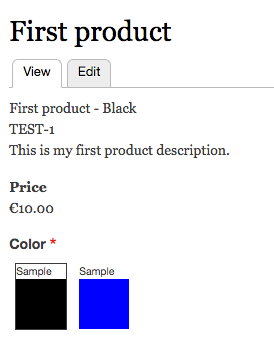 First product
View Edit
First product - Black
TEST-1
This is my first product description.
Price
€10.00
Color *
Sample Sample